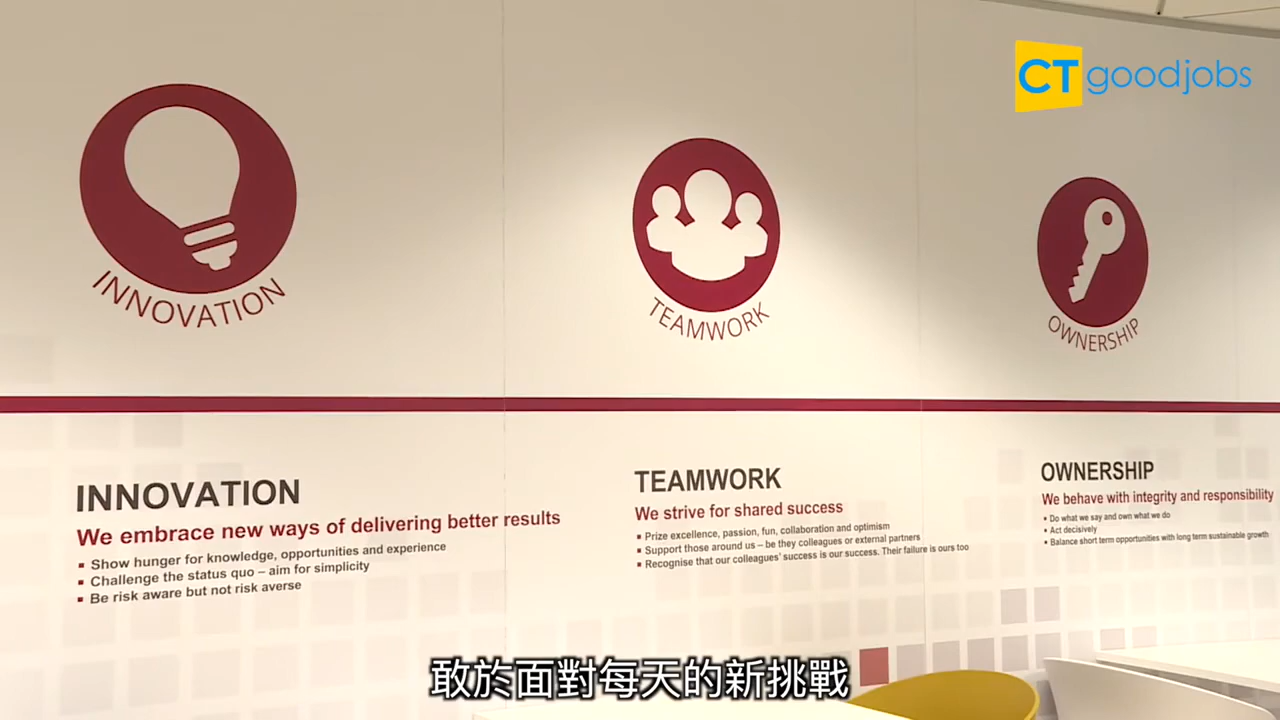 CTgoodjobs
INNOVATION
TEAMWORK
OWNERSHIP
INNOVATION
We embrace new ways of delivering better results
▪ Show hunger for knowledge, opportunities and experience
▪ Challenge the status quo – aim for simplicity
▪ Be risk aware but not risk averse
TEAMWORK
We strive for shared success
▪ Prize excellence, passion, fun, collaboration and optimism
▪ Support those around us – be they colleagues or external partners
▪ Recognise that our colleagues' success is our success. Their failure is ours too
OWNERSHIP
We behave with integrity and responsibility
▪ Do what we say and own what we do
▪ Act decisively
▪ Balance short term opportunities with long term sustainable growth
敢於面對每天的新挑戰